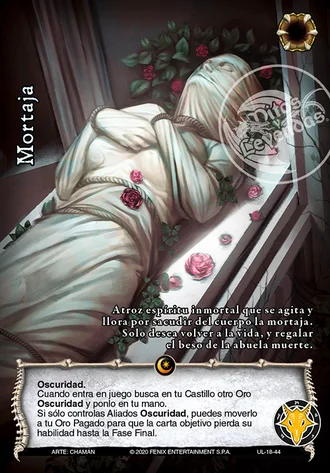 Mortaja
Mitos y Leyendas
Atroz espíritu inmortal que se agita y
llora por sacudir del cuerpo la mortaja.
Solo desea volver a la vida, y regalar
el beso de la abuela muerte.
Oscuridad.
Cuando entra en juego busca en tu Castillo otro Oro
Oscuridad y ponlo en tu mano.
Si sólo controlas Aliados Oscuridad, puedes moverlo
a tu Oro Pagado para que la carta objetivo pierda su
habilidad hasta la Fase Final.
ARTE: CHAMÁN
© 2020 FENIX ENTERTAINMENT S.P.A.
UL-18-44